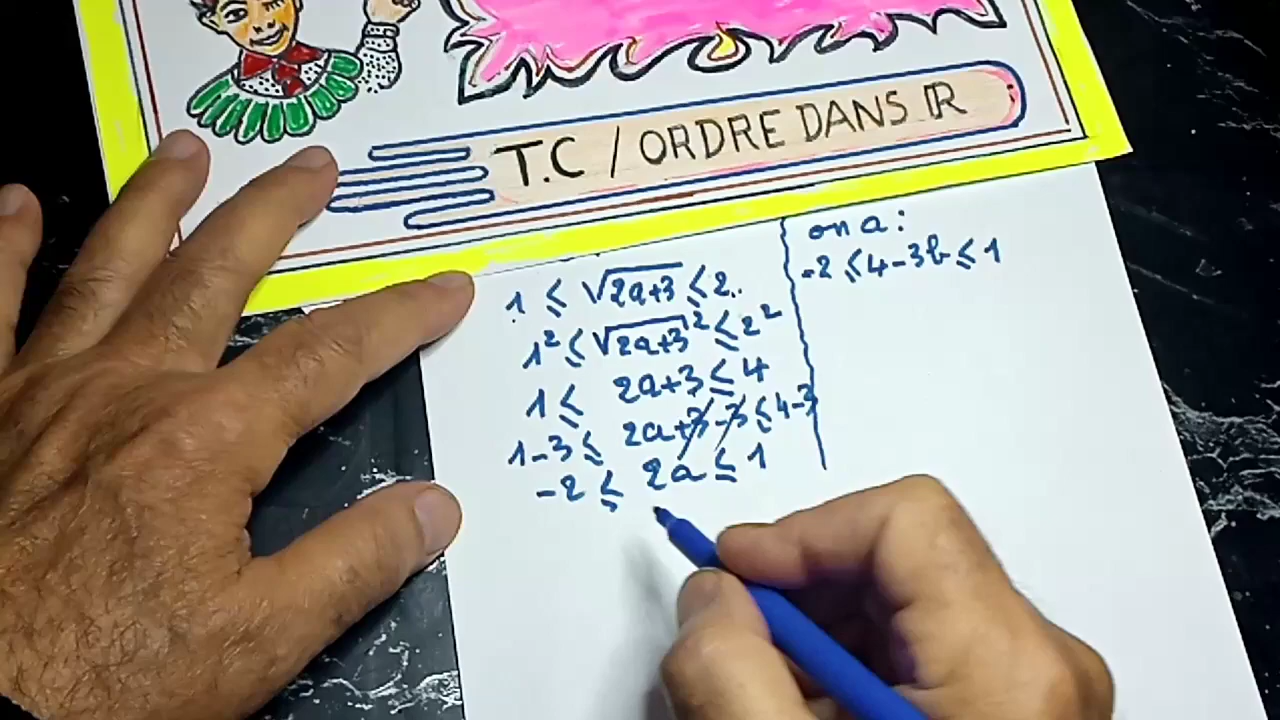 T.C / ORDRE DANS ℝ
1 ≤ √2a+3 ≤ 2.
1² ≤ √2a+3² ≤ 2²
1 ≤ 2a+3 ≤ 4
1-3 ≤ 2a+3-3 ≤ 4-3
-2 ≤ 2a ≤ 1
on a:
-2 ≤ 4-3b ≤ 1